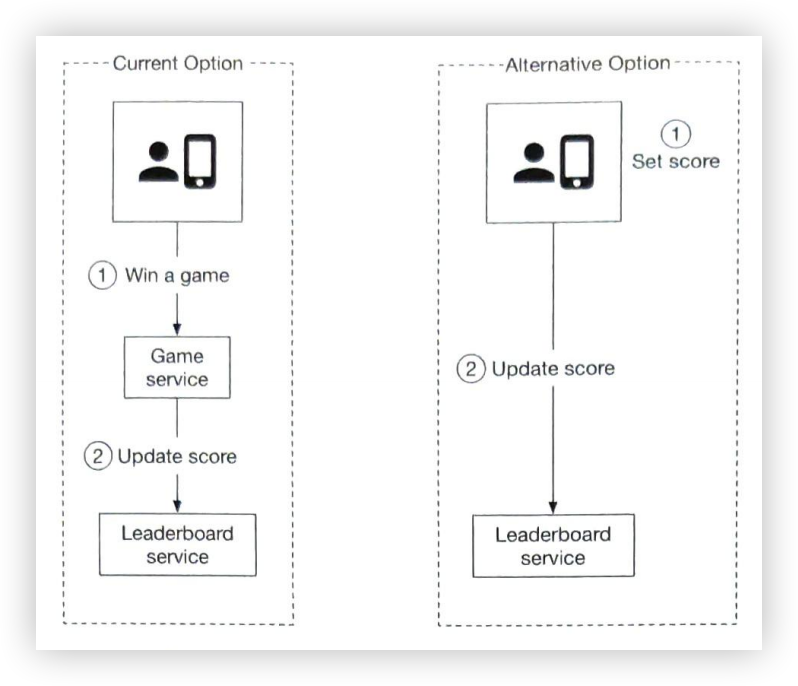 Current Option
1 Win a game
Game
service
2 Update score
Leaderboard
service
Alternative Option
1
Set score
2 Update score
Leaderboard
service